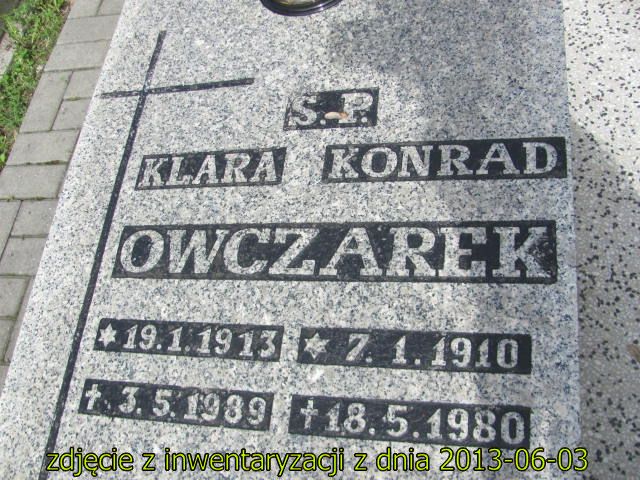 Ś. P.
KLARA KONRAD
OWCZAREK
*19.1.1913 * 7.1.1910
†.3.5.1989 †18.5.1980
zdjęcie z inwentaryzacji z dnia 2013-06-03